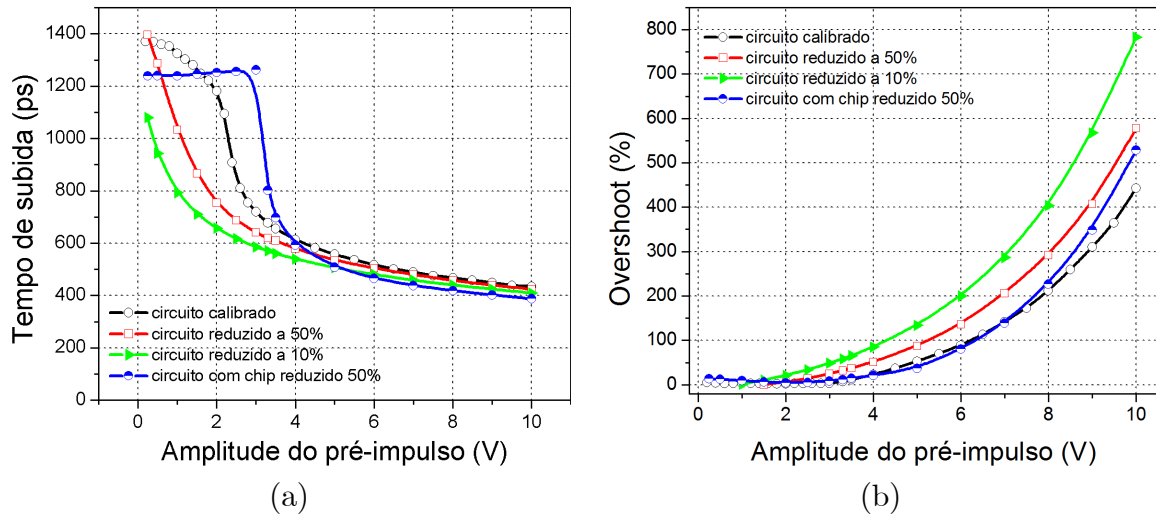 1400
1200
1000
800
600
400
200
0
Tempo de subida (ps)
circuito calibrado
circuito reduzido a 50%
circuito reduzido a 10%
circuito com chip reduzido 50%
0 2 4 6 8 10
Amplitude do pré-impulso (V)
(a)
800
700
600
500
400
300
200
100
0
Overshoot (%)
circuito calibrado
circuito reduzido a 50%
circuito reduzido a 10%
circuito com chip reduzido 50%
0 2 4 6 8 10
Amplitude do pré-impulso (V)
(b)